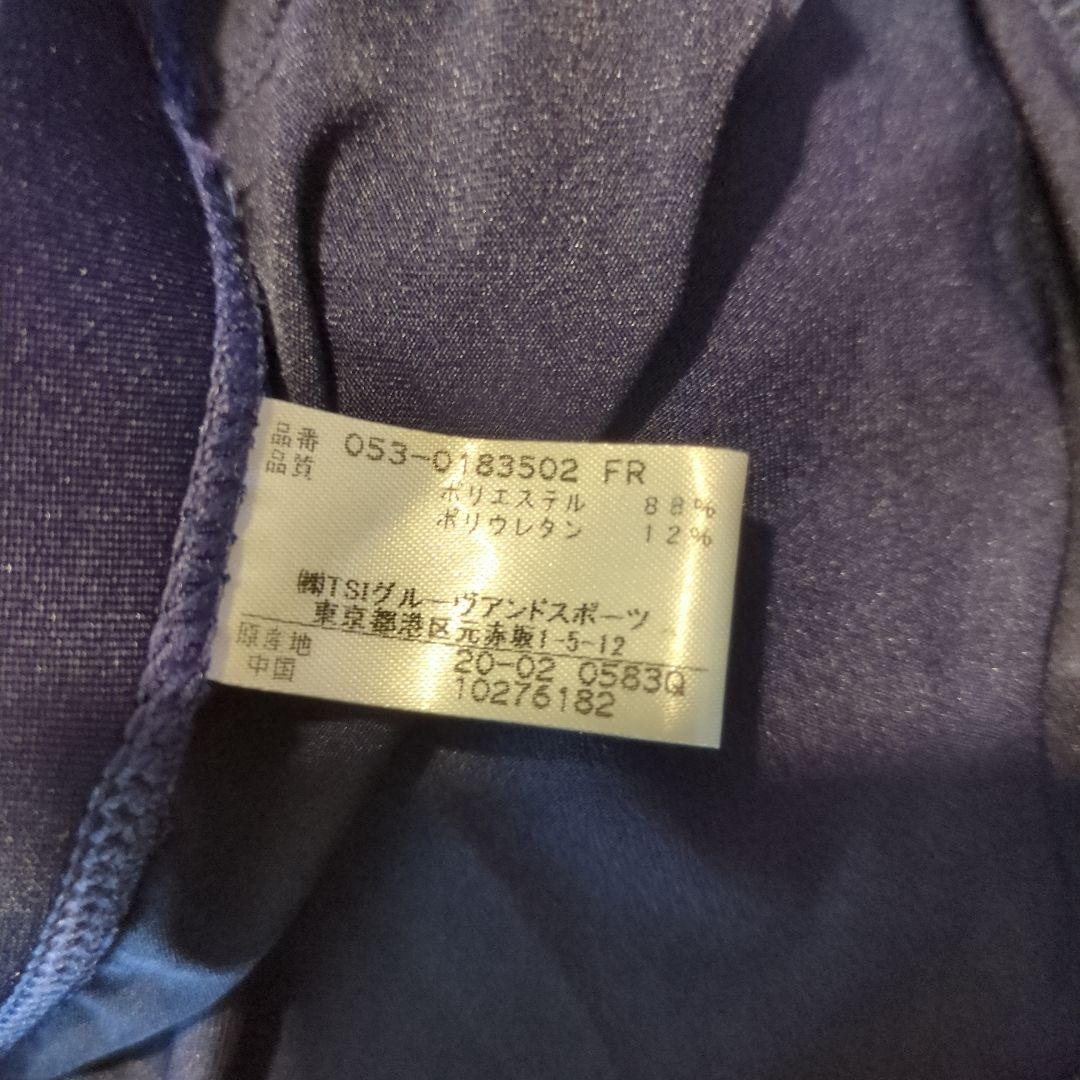 品番 053-0183502 FR
品質
ポリエステル 88%
ポリウレタン 12%
㈱TSIグルーヴアンドスポーツ
東京都港区元赤坂1-5-12
原産地 20-02 0583Q
中国 10276182